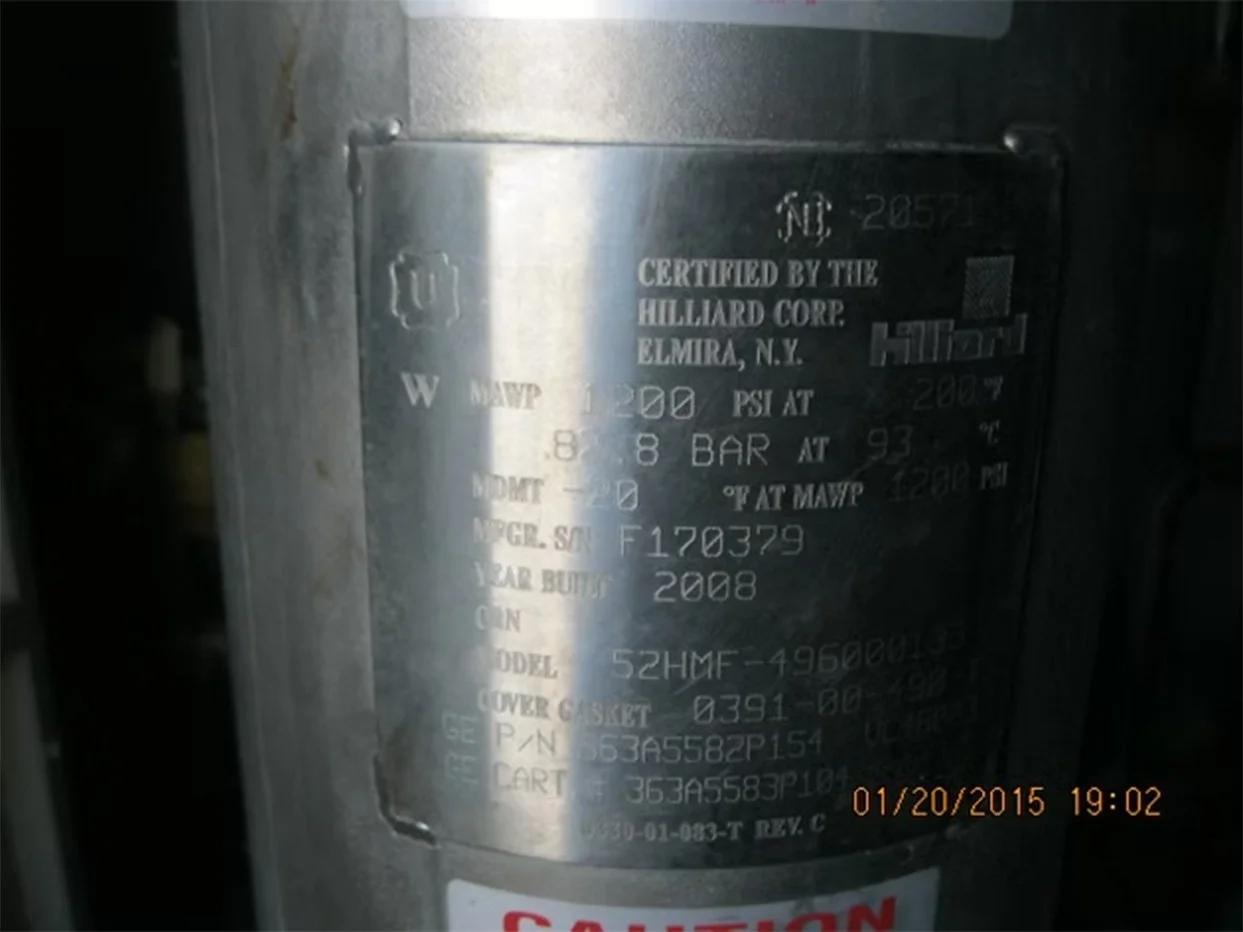 NB 20571
U
CERTIFIED BY THE
HILLIARD CORP.
ELMIRA, N.Y.
Hilliard
W MAWP 1200 PSI AT 200 °F
82.8 BAR AT 93 °C
MDMT -20 °F AT MAWP 1200 PSI
MFGR. S/N F170379
YEAR BUILT 2008
CRN
MODEL 52HMF-496000133
COVER GASKET 0391-00-490
GE P/N 363A5582P154
GE CART 363A5583P104
0330-01-083-T REV. C
01/20/2015 19:02
CAUTION